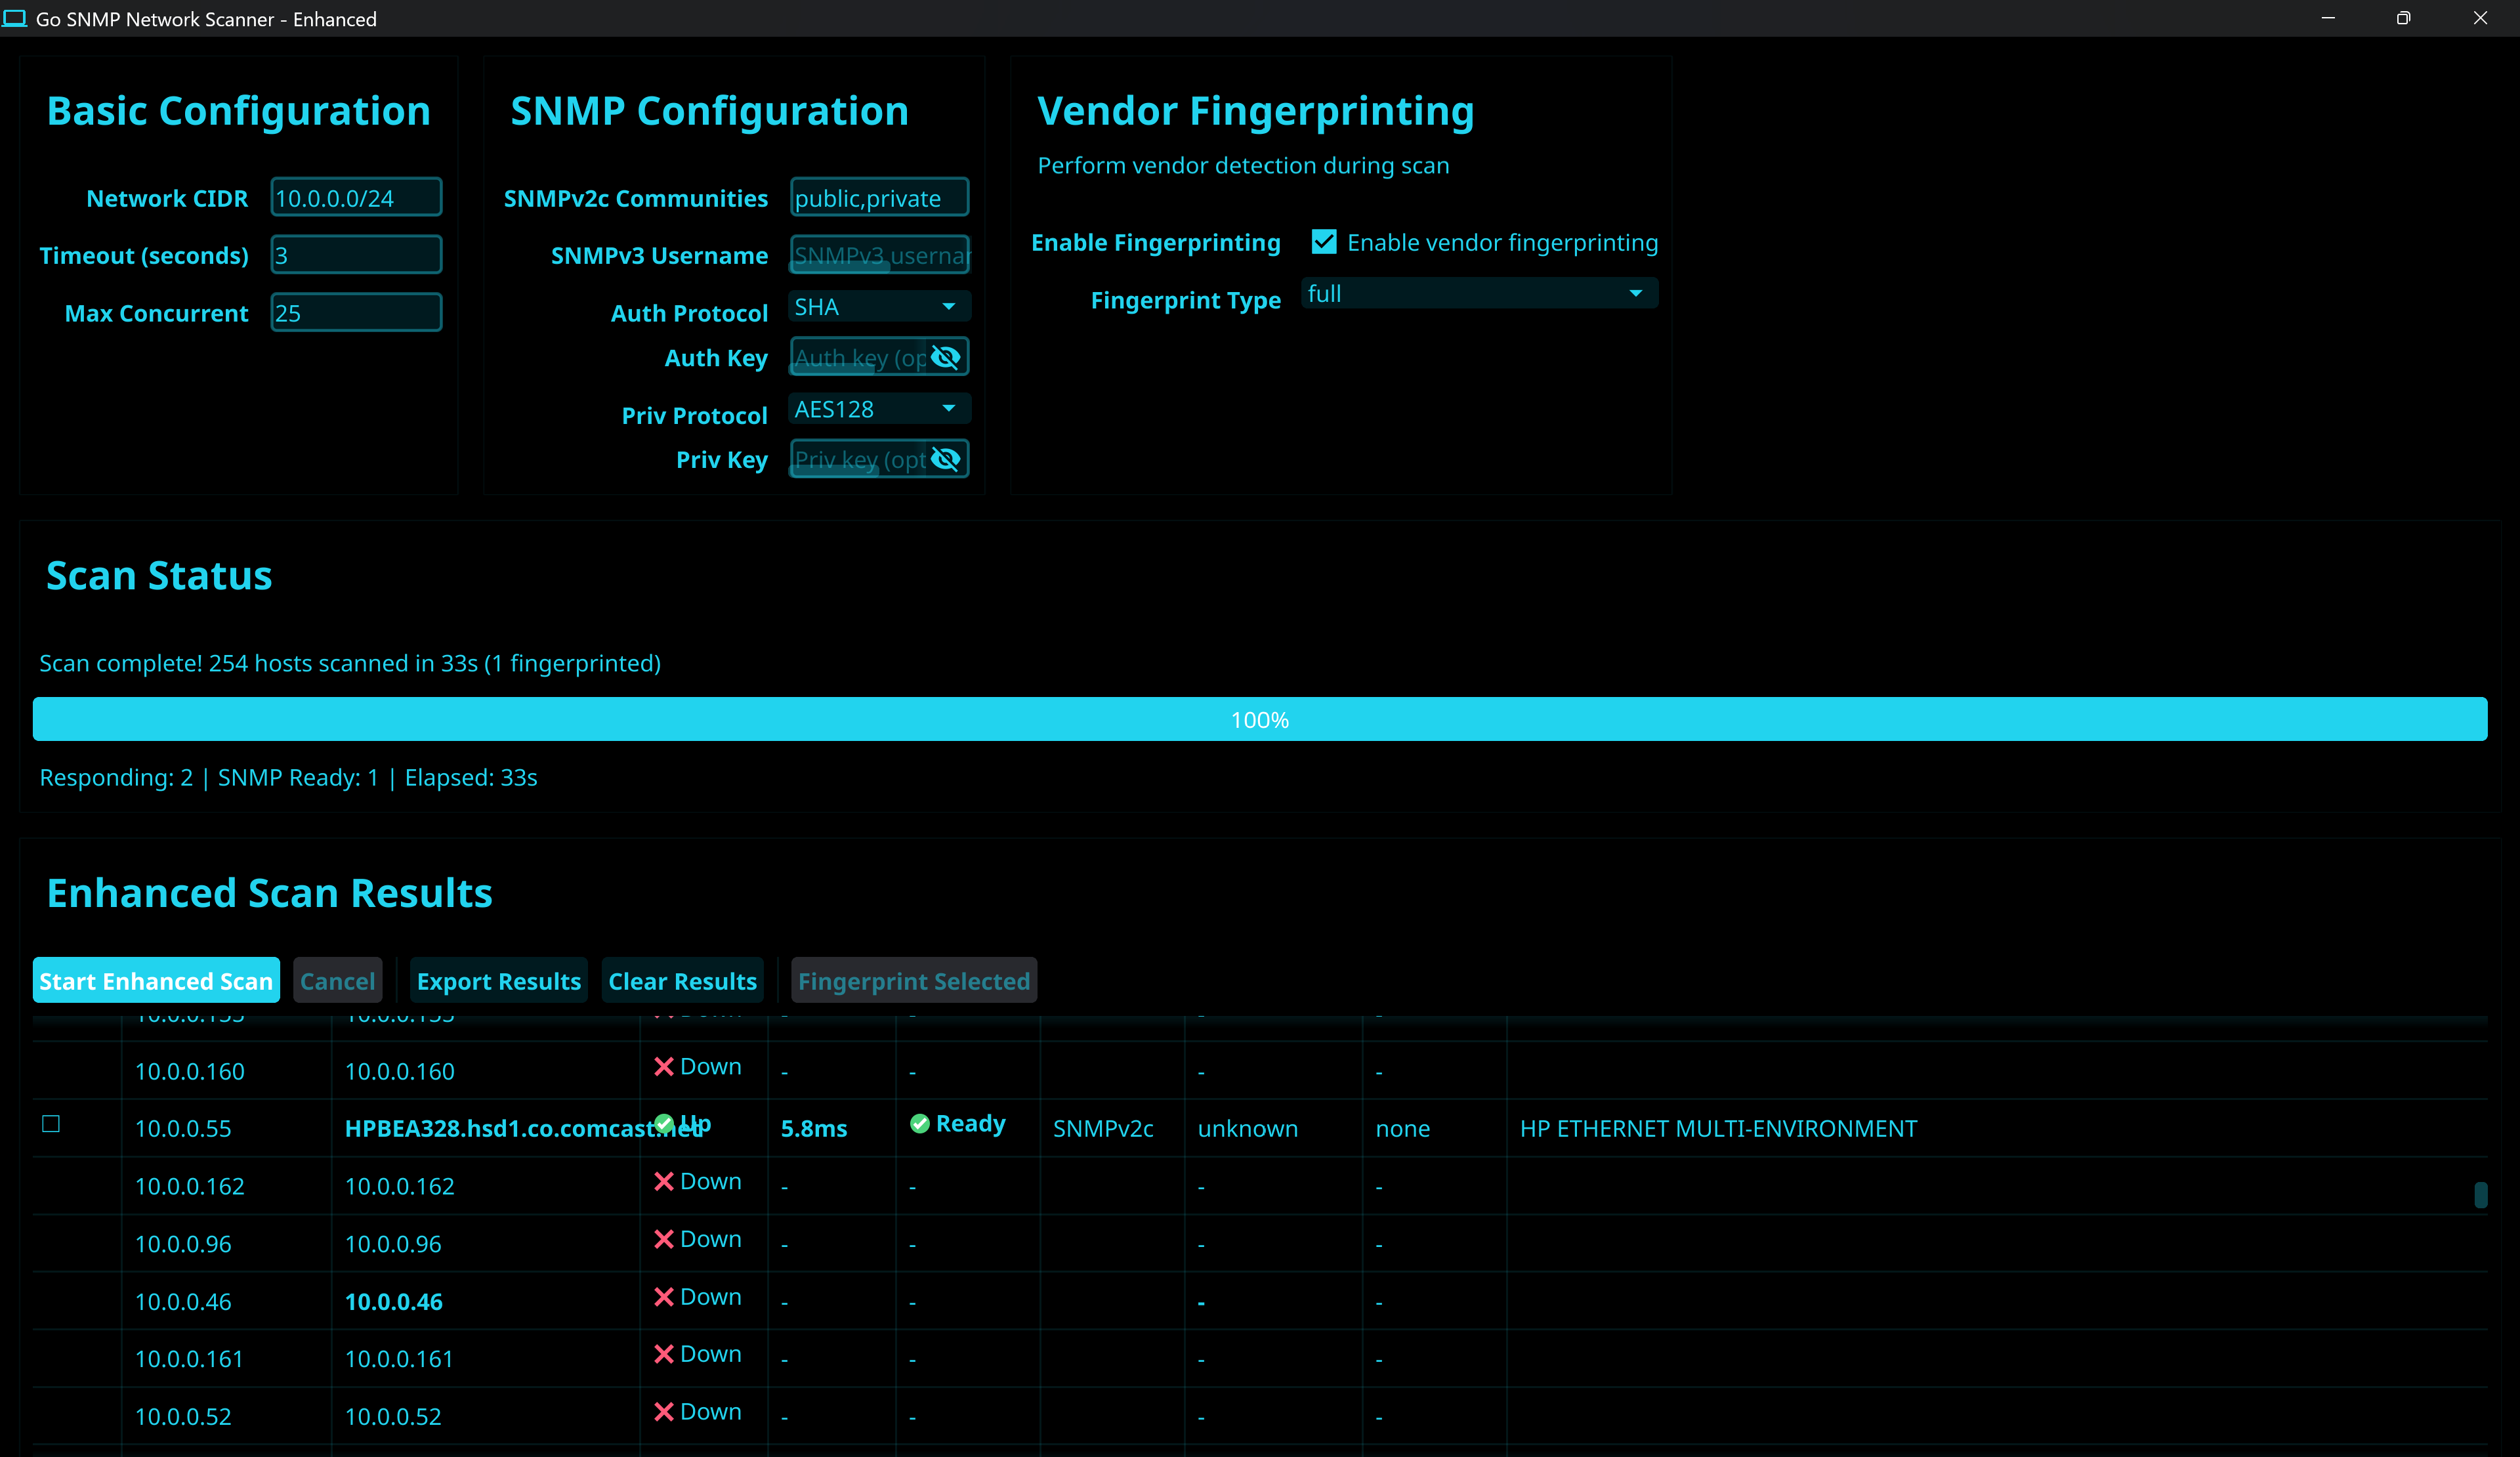 Go SNMP Network Scanner - Enhanced
Basic Configuration
Network CIDR 10.0.0.0/24
Timeout (seconds) 3
Max Concurrent 25
SNMP Configuration
SNMPv2c Communities public,private
SNMPv3 Username SNMPv3 usernar
Auth Protocol SHA
Auth Key Auth key (op
Priv Protocol AES128
Priv Key Priv key (opt
Vendor Fingerprinting
Perform vendor detection during scan
Enable Fingerprinting Enable vendor fingerprinting
Fingerprint Type full
Scan Status
Scan complete! 254 hosts scanned in 33s (1 fingerprinted)
100%
Responding: 2 | SNMP Ready: 1 | Elapsed: 33s
Enhanced Scan Results
Start Enhanced Scan Cancel Export Results Clear Results Fingerprint Selected
10.0.0.160 10.0.0.160 Down - - - -
10.0.0.55 HPBEA328.hsd1.co.comcast.net Up 5.8ms Ready SNMPv2c unknown none HP ETHERNET MULTI-ENVIRONMENT
10.0.0.162 10.0.0.162 Down - - - -
10.0.0.96 10.0.0.96 Down - - - -
10.0.0.46 10.0.0.46 Down - - - -
10.0.0.161 10.0.0.161 Down - - - -
10.0.0.52 10.0.0.52 Down - - - -